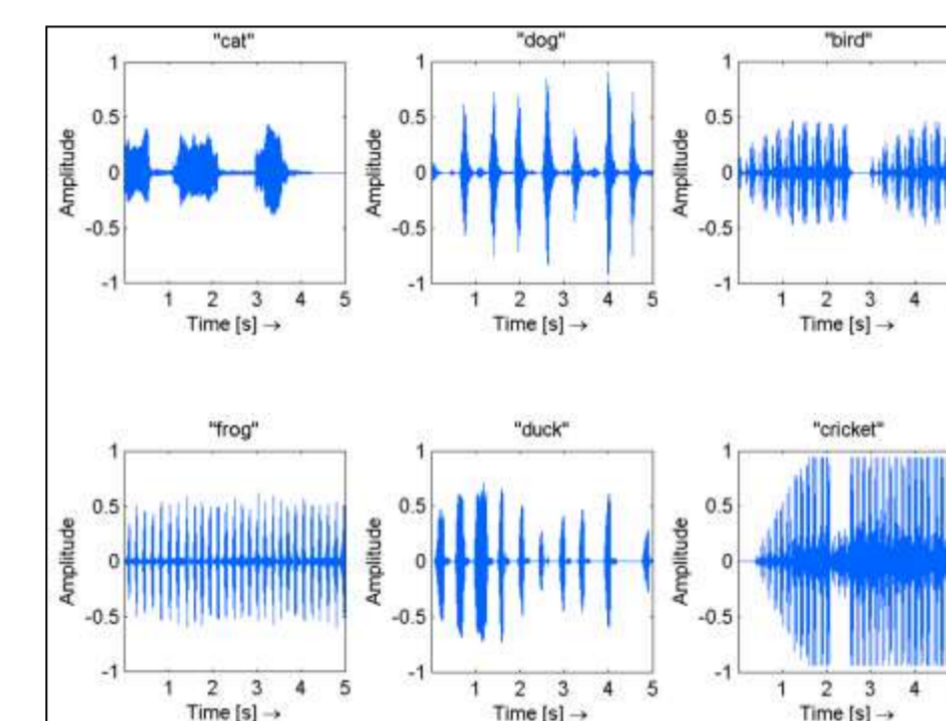 "cat" "dog" "bird"
1 1 1
0.5 0.5 0.5
0 0 0
-0.5 -0.5 -0.5
-1 -1 -1
Amplitude Amplitude Amplitude
1 2 3 4 5 1 2 3 4 5 1 2 3 4
Time [s] → Time [s] → Time [s] →
"frog" "duck" "cricket"
1 1 1
0.5 0.5 0.5
0 0 0
-0.5 -0.5 -0.5
-1 -1 -1
Amplitude Amplitude Amplitude
1 2 3 4 5 1 2 3 4 5 1 2 3 4
Time [s] → Time [s] → Time [s] →